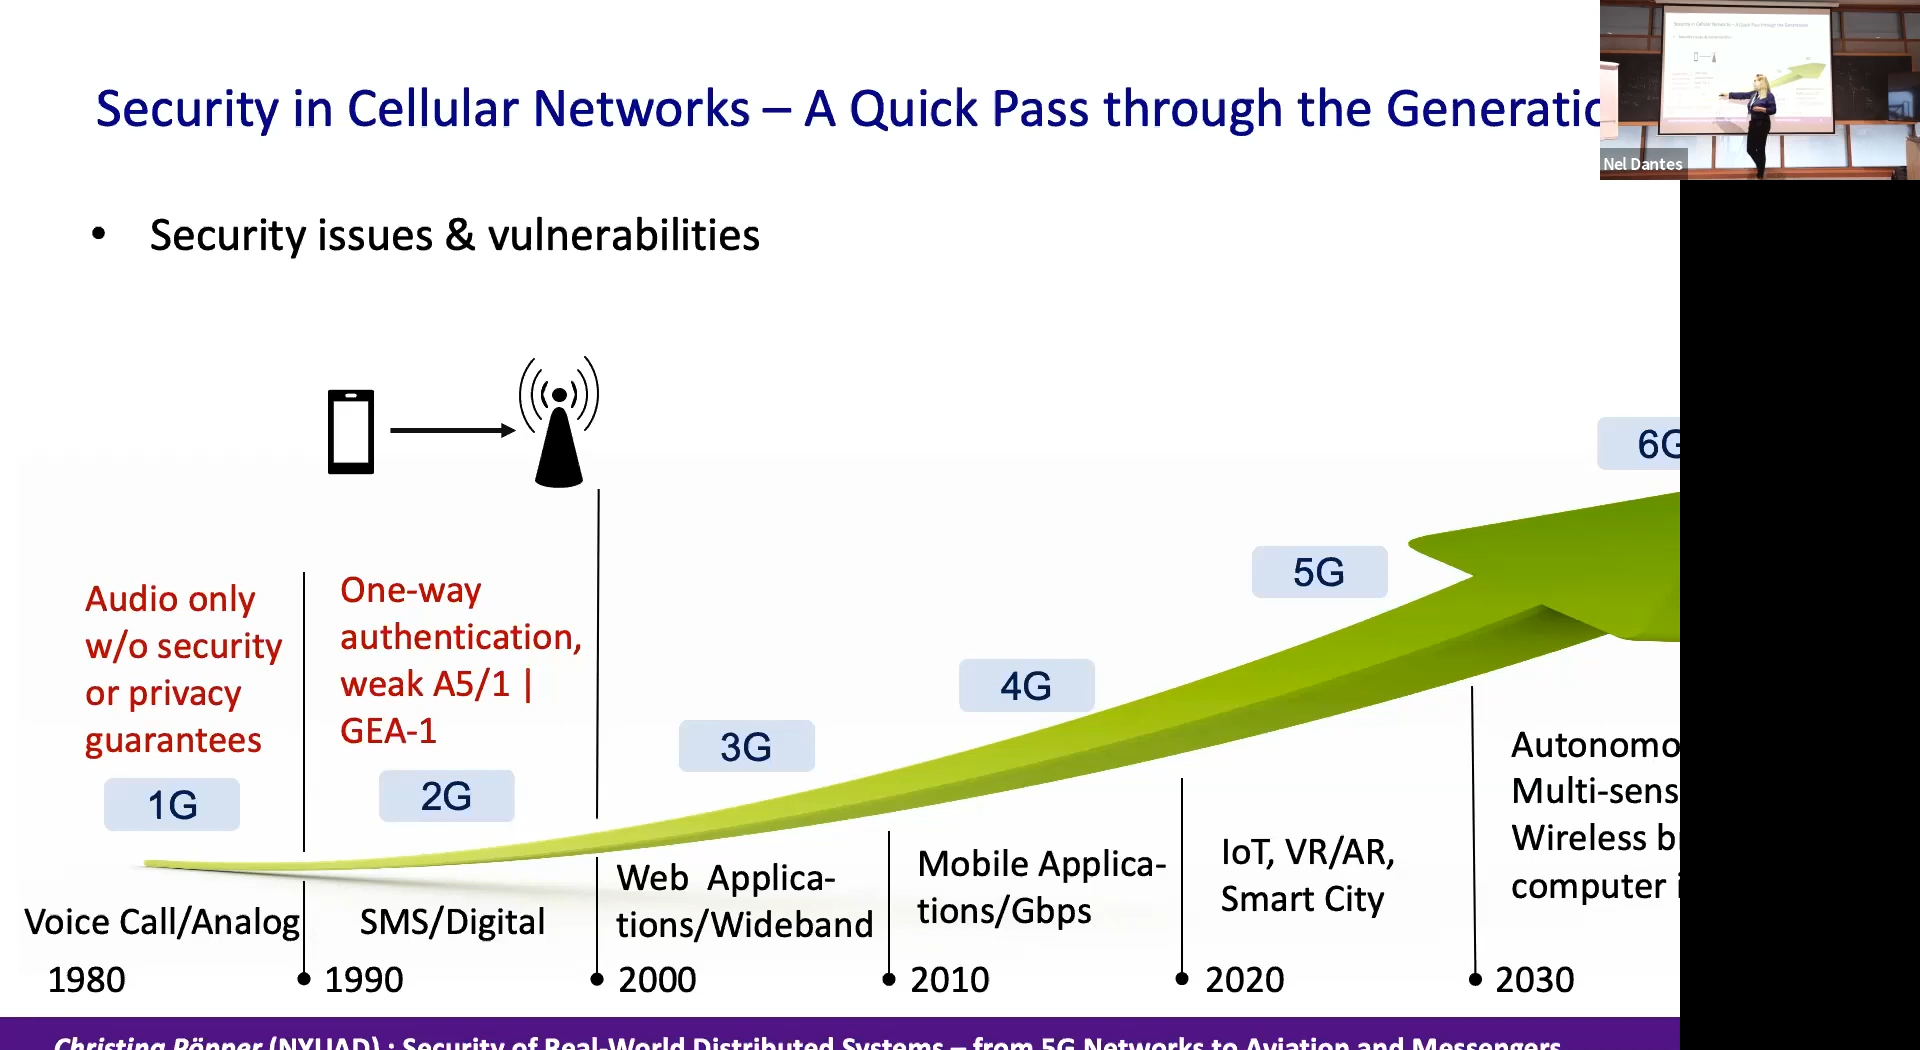 Security in Cellular Networks – A Quick Pass through the Generatio
Nel Dantes
• Security issues & vulnerabilities
6G
5G
4G
3G
Audio only
w/o security
or privacy
guarantees
1G
One-way
authentication,
weak A5/1 |
GEA-1
2G
Voice Call/Analog
SMS/Digital
Web Applica-
tions/Wideband
Mobile Applica-
tions/Gbps
IoT, VR/AR,
Smart City
Autonomo
Multi-sens
Wireless b
computer
1980
1990
2000
2010
2020
2030
Christina Pöpper (NYUAD) : Security of Real-World Distributed Systems – from 5G Networks to Aviation and Messengers